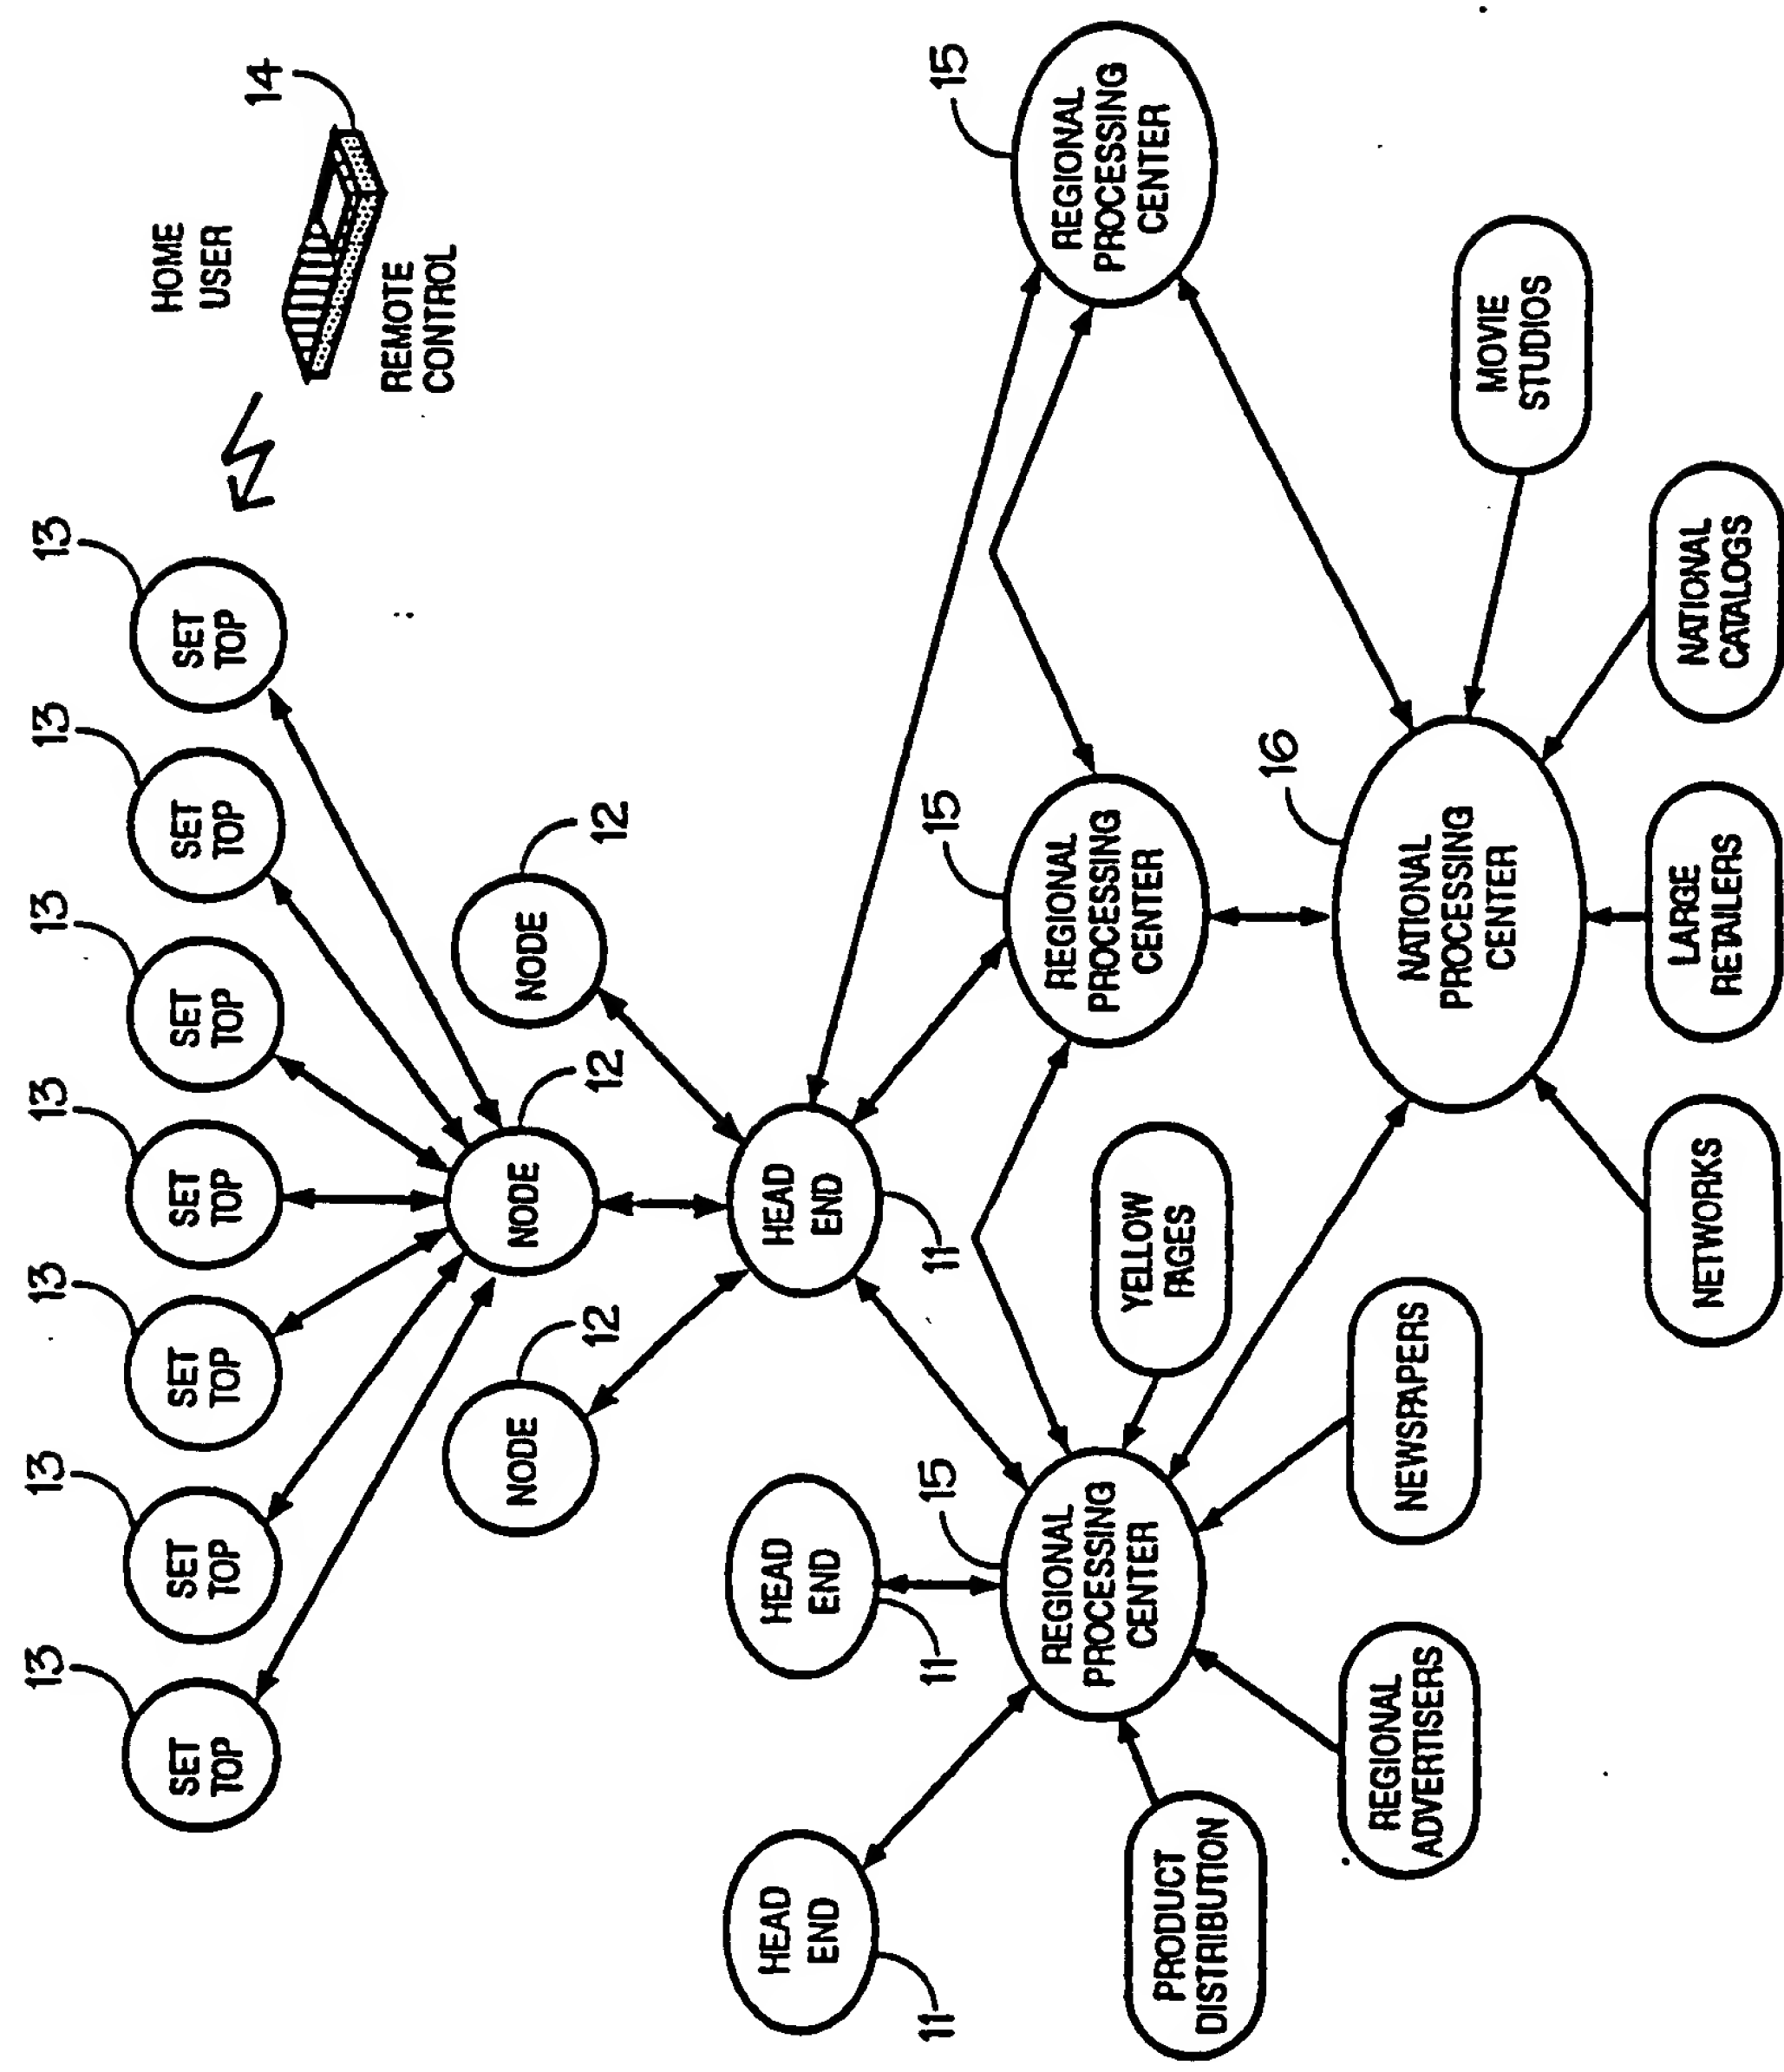 13
13
13
13
13
13
13
SET
TOP
SET
TOP
SET
TOP
SET
TOP
SET
TOP
SET
TOP
SET
TOP
HOME
USER
14
REMOTE
CONTROL
NODE
12
NODE
12
NODE
12
HEAD
END
11
HEAD
END
11
HEAD
END
11
15
REGIONAL
PROCESSING
CENTER
15
REGIONAL
PROCESSING
CENTER
15
REGIONAL
PROCESSING
CENTER
PRODUCT
DISTRIBUTION
YELLOW
PAGES
16
REGIONAL
ADVERTISERS
NEWSPAPERS
NATIONAL
PROCESSING
CENTER
MOVIE
STUDIOS
NETWORKS
LARGE
RETAILERS
NATIONAL
CATALOGS